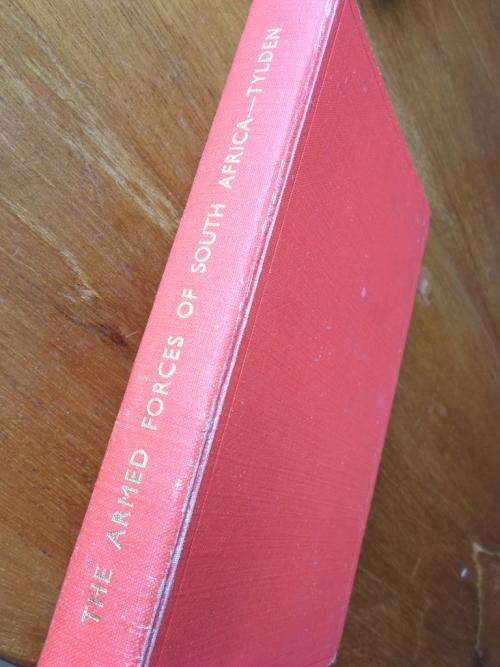 THE ARMED FORCES OF SOUTH AFRICA—TYLDEN